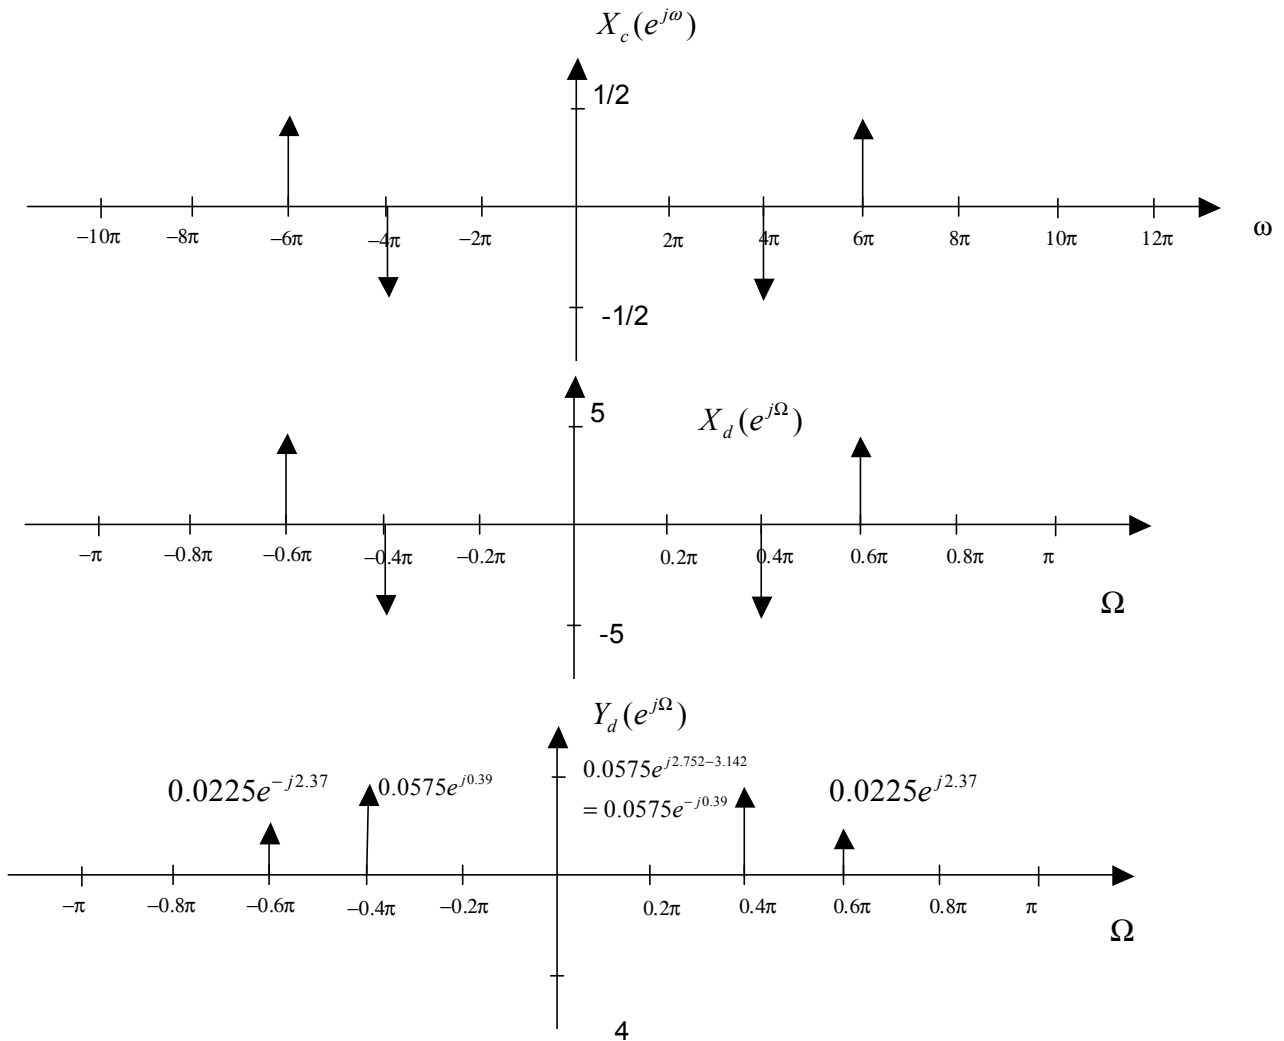 X_c(e^{jω})
1/2
−10π −8π −6π −4π −2π 2π 4π 6π 8π 10π 12π
ω
-1/2
5
X_d(e^{jΩ})
−π −0.8π −0.6π −0.4π −0.2π 0.2π 0.4π 0.6π 0.8π π
Ω
-5
Y_d(e^{jΩ})
0.0225e^{−j2.37} 0.0575e^{j0.39} 0.0575e^{j2.752−3.142} 0.0225e^{j2.37}
= 0.0575e^{−j0.39}
−π −0.8π −0.6π −0.4π −0.2π 0.2π 0.4π 0.6π 0.8π π
Ω
4